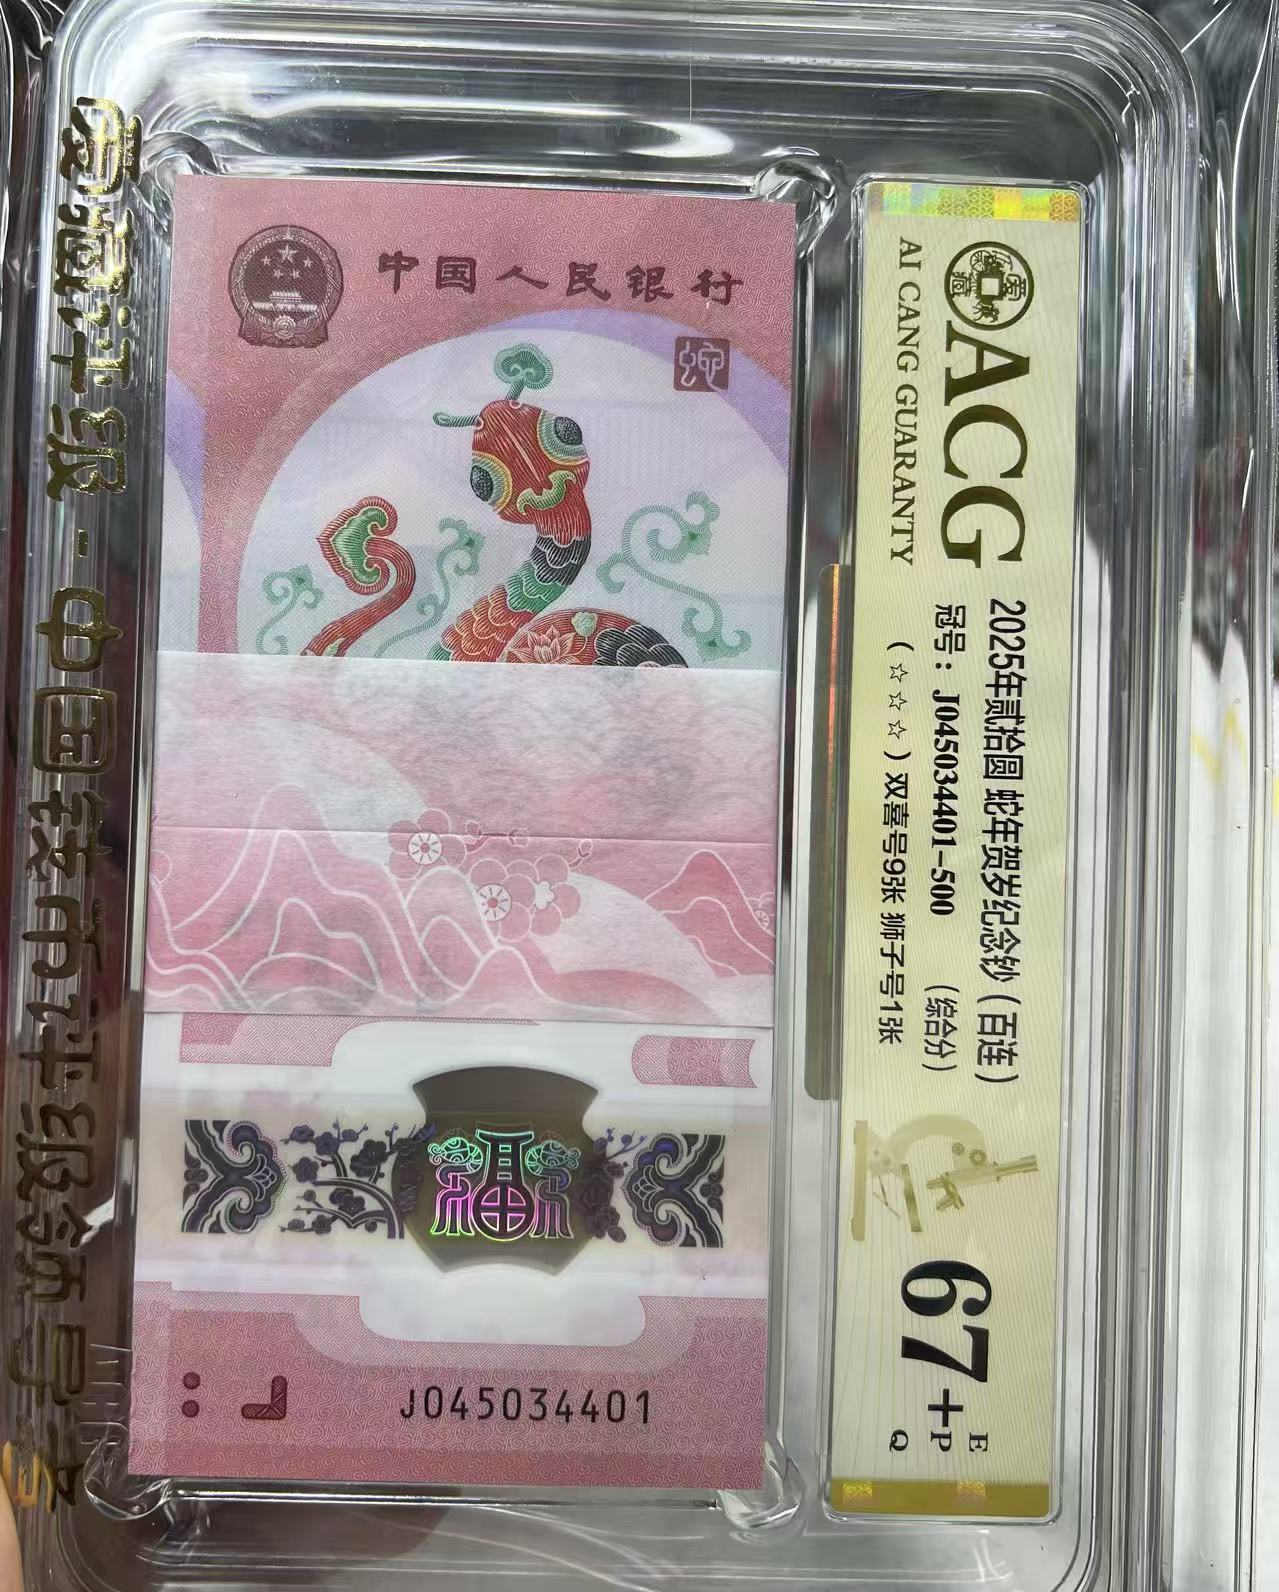 爱藏评级-中国钱币评级领导者
中国人民银行
蛇
J045034401
ACG
AI CANG GUARANTY
2025年贰拾圆 蛇年贺岁纪念钞（百连）
冠号：J045034401-500 （综合分）
（☆☆☆）双喜号9张 狮子号1张
67+
E
P
Q